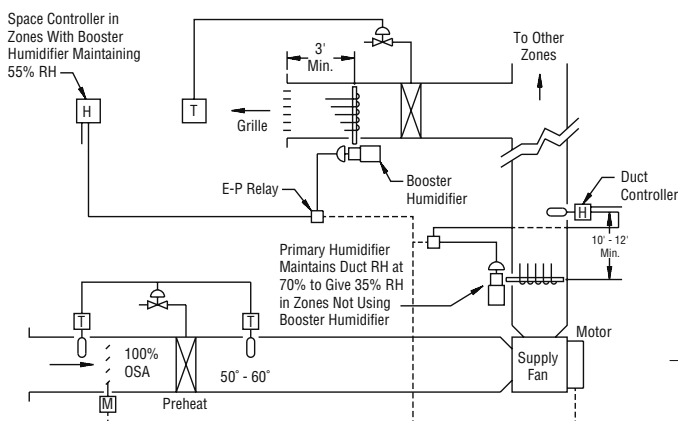 Space Controller in
Zones With Booster
Humidifier Maintaining
55% RH
3'
Min.
To Other
Zones
H
T
Grille
Booster
Humidifier
E-P Relay
Duct
Controller
H
10' - 12'
Min.
Primary Humidifier
Maintains Duct RH at
70% to Give 35% RH
in Zones Not Using
Booster Humidifier
T
T
100%
OSA
50° - 60°
Supply
Fan
Motor
M
Preheat